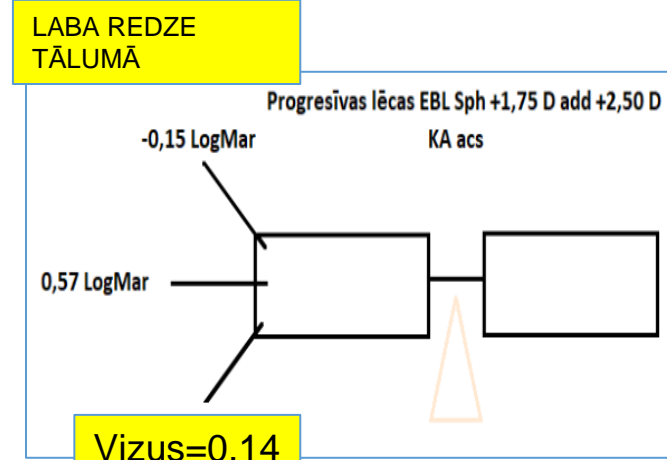 LABA REDZE
TĀLUMĀ
Progresīvas lēcas EBL Sph +1,75 D add +2,50 D
-0,15 LogMar
KA acs
0,57 LogMar
Vizus=0.14